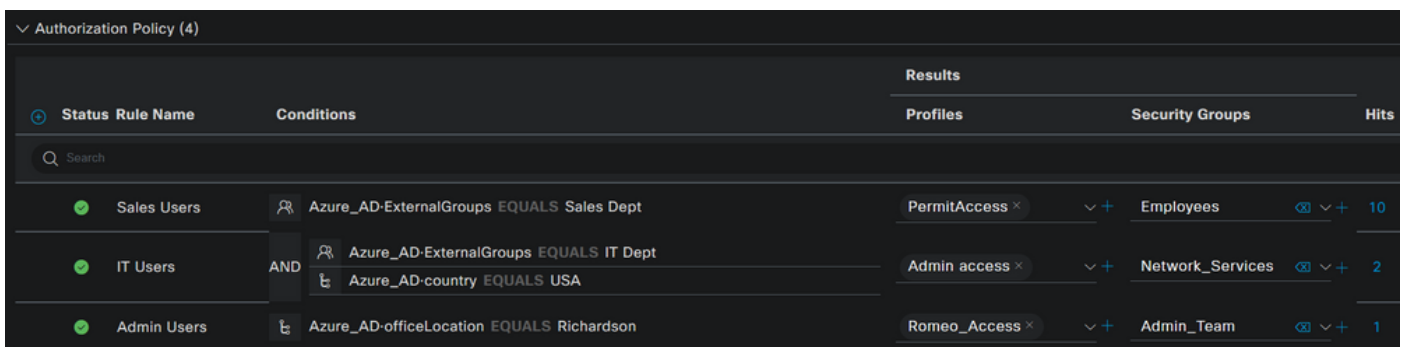 Authorization Policy (4)
Results
Status Rule Name Conditions Profiles Security Groups Hits
Search
Sales Users Azure_AD·ExternalGroups EQUALS Sales Dept PermitAccess Employees 10
Azure_AD·ExternalGroups EQUALS IT Dept
IT Users AND Admin access Network_Services 2
Azure_AD·country EQUALS USA
Admin Users Azure_AD·officeLocation EQUALS Richardson Romeo_Access Admin_Team 1